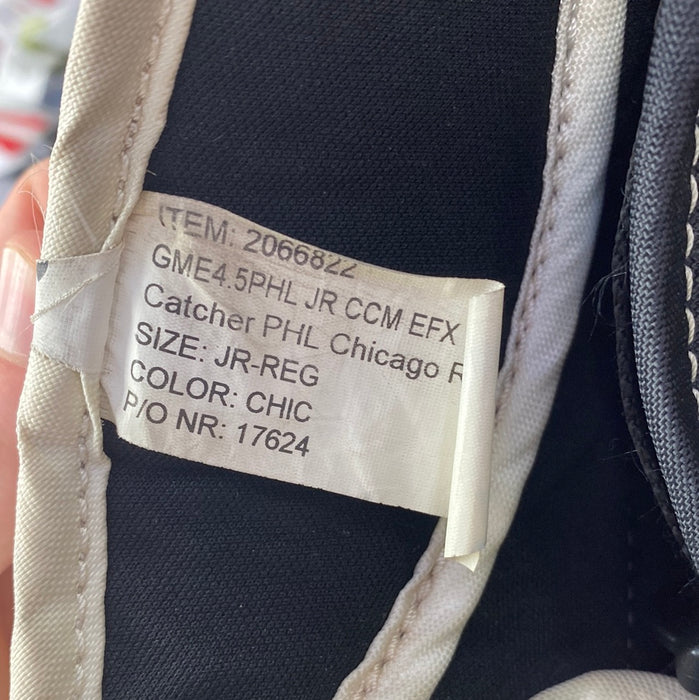 ITEM: 2066822
GME4.5PHL JR CCM EFX
Catcher PHL Chicago R
SIZE: JR-REG
COLOR: CHIC
P/O NR: 17624